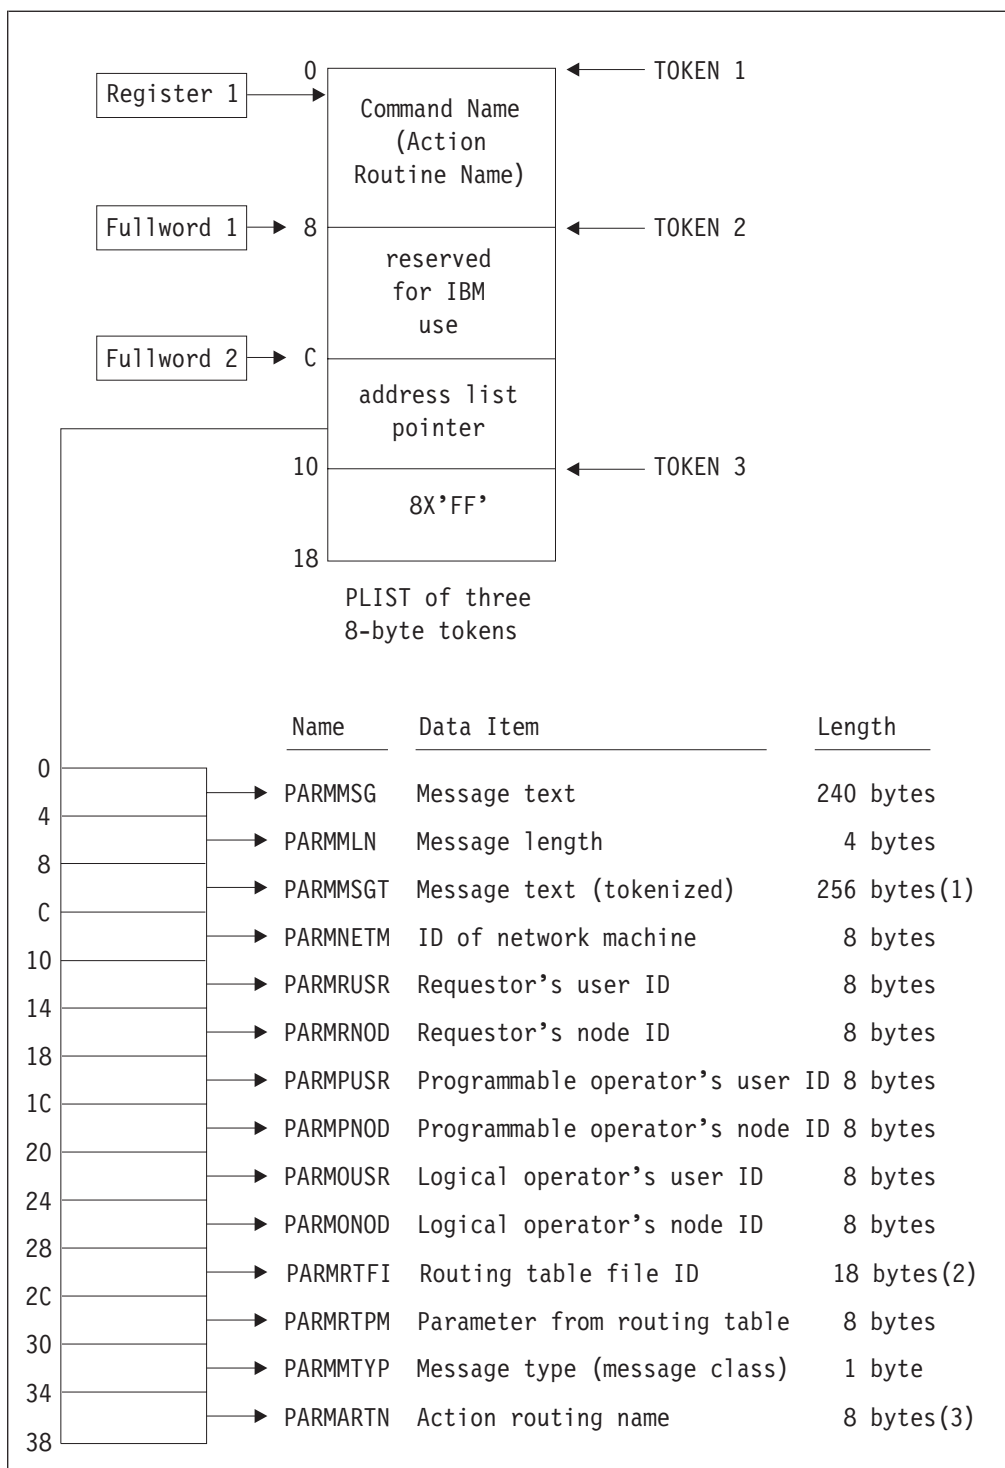 0 TOKEN 1
Register 1
Command Name
(Action
Routine Name)
Fullword 1 8 TOKEN 2
reserved
for IBM
use
Fullword 2 C
address list
pointer
10 TOKEN 3
8X’FF’
18
PLIST of three
8-byte tokens
Name Data Item Length
0
PARMMSG Message text 240 bytes
4
PARMMLN Message length 4 bytes
8
PARMMSGT Message text (tokenized) 256 bytes(1)
C
PARMNETM ID of network machine 8 bytes
10
PARMRUSR Requestor’s user ID 8 bytes
14
PARMRNOD Requestor’s node ID 8 bytes
18
PARMPUSR Programmable operator’s user ID 8 bytes
1C
PARMPNOD Programmable operator’s node ID 8 bytes
20
PARMOUSR Logical operator’s user ID 8 bytes
24
PARMONOD Logical operator’s node ID 8 bytes
28
PARMRTFI Routing table file ID 18 bytes(2)
2C
PARMRTPM Parameter from routing table 8 bytes
30
PARMMTYP Message type (message class) 1 byte
34
PARMARTN Action routing name 8 bytes(3)
38